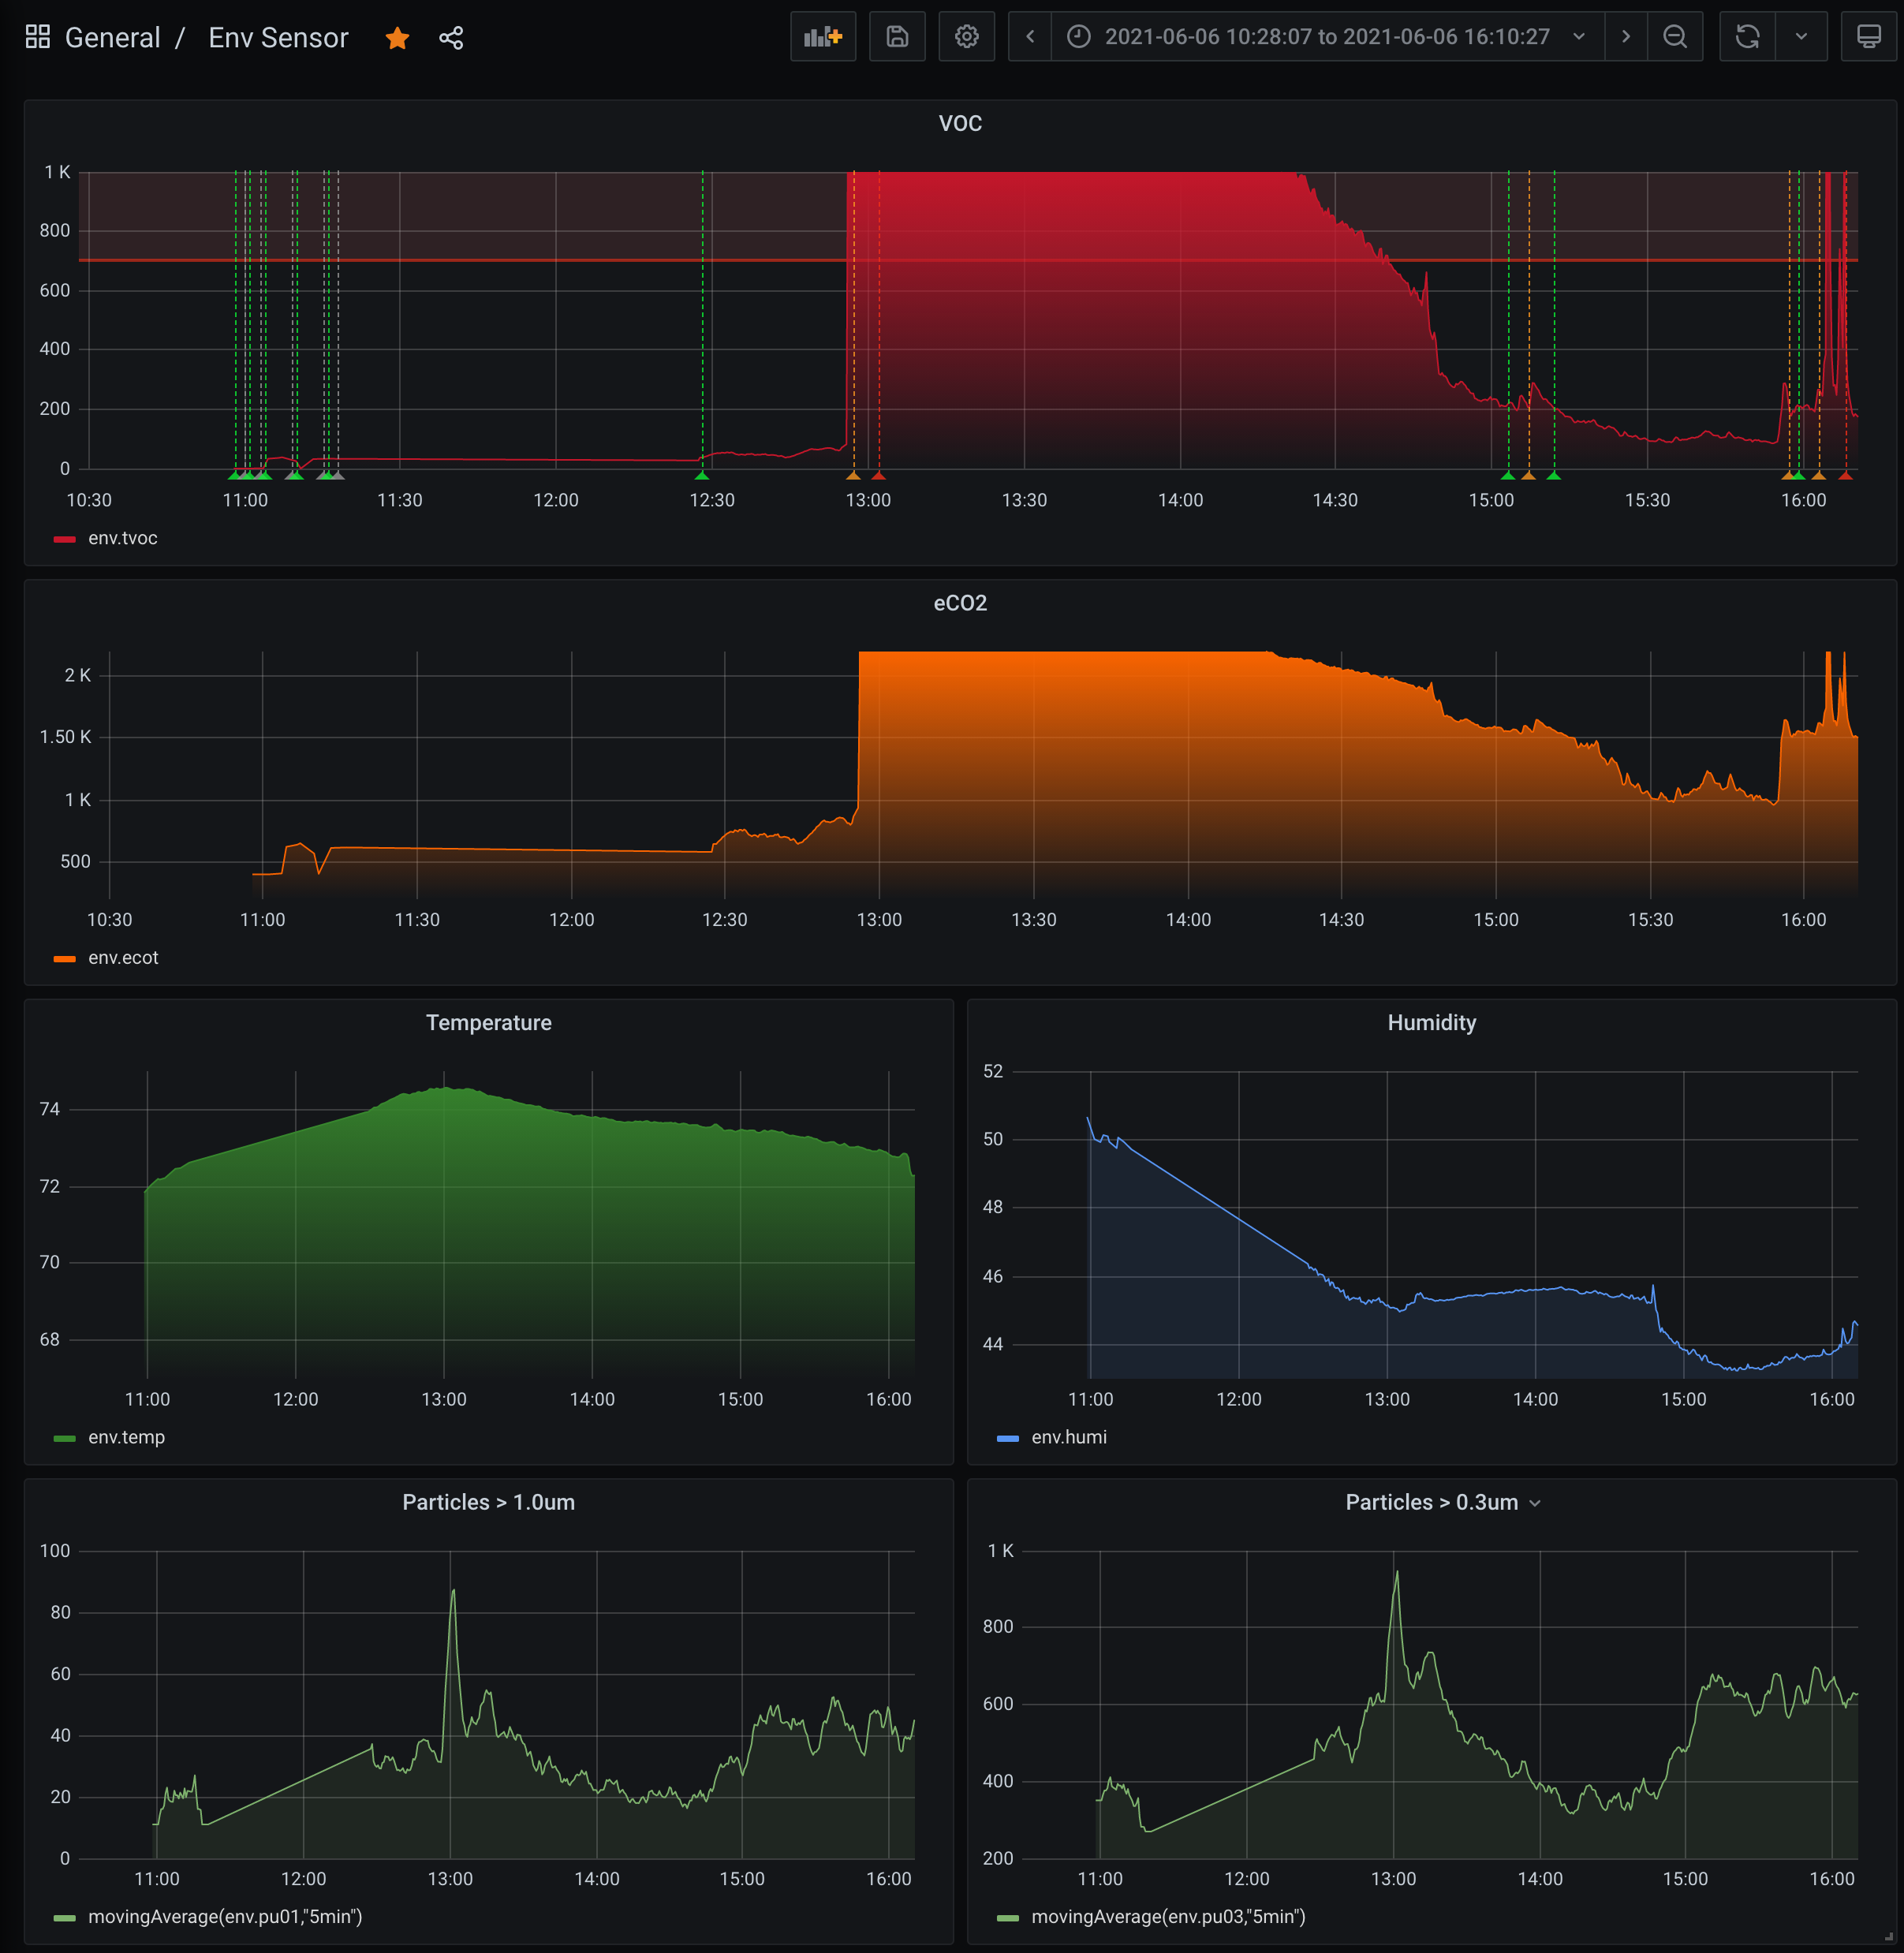 General / Env Sensor
2021-06-06 10:28:07 to 2021-06-06 16:10:27
VOC
1 K
800
600
400
200
0
10:30 11:00 11:30 12:00 12:30 13:00 13:30 14:00 14:30 15:00 15:30 16:00
env.tvoc
eCO2
2 K
1.50 K
1 K
500
10:30 11:00 11:30 12:00 12:30 13:00 13:30 14:00 14:30 15:00 15:30 16:00
env.ecot
Temperature
74
72
70
68
11:00 12:00 13:00 14:00 15:00 16:00
env.temp
Humidity
52
50
48
46
44
11:00 12:00 13:00 14:00 15:00 16:00
env.humi
Particles > 1.0um
100
80
60
40
20
0
11:00 12:00 13:00 14:00 15:00 16:00
movingAverage(env.pu01,"5min")
Particles > 0.3um
1 K
800
600
400
200
11:00 12:00 13:00 14:00 15:00 16:00
movingAverage(env.pu03,"5min")